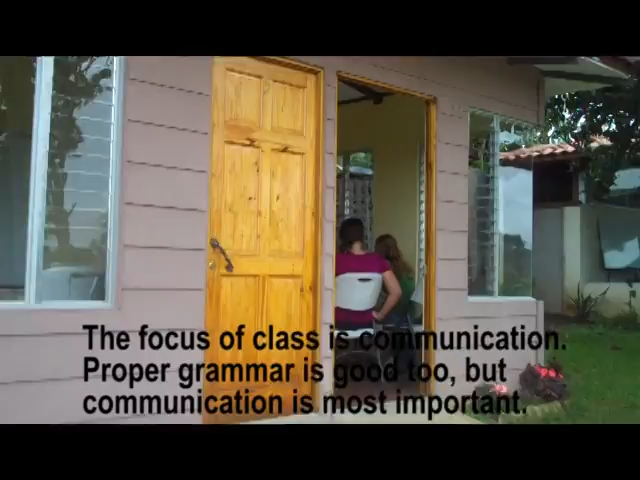 The focus of class is communication.
Proper grammar is good too, but
communication is most important.